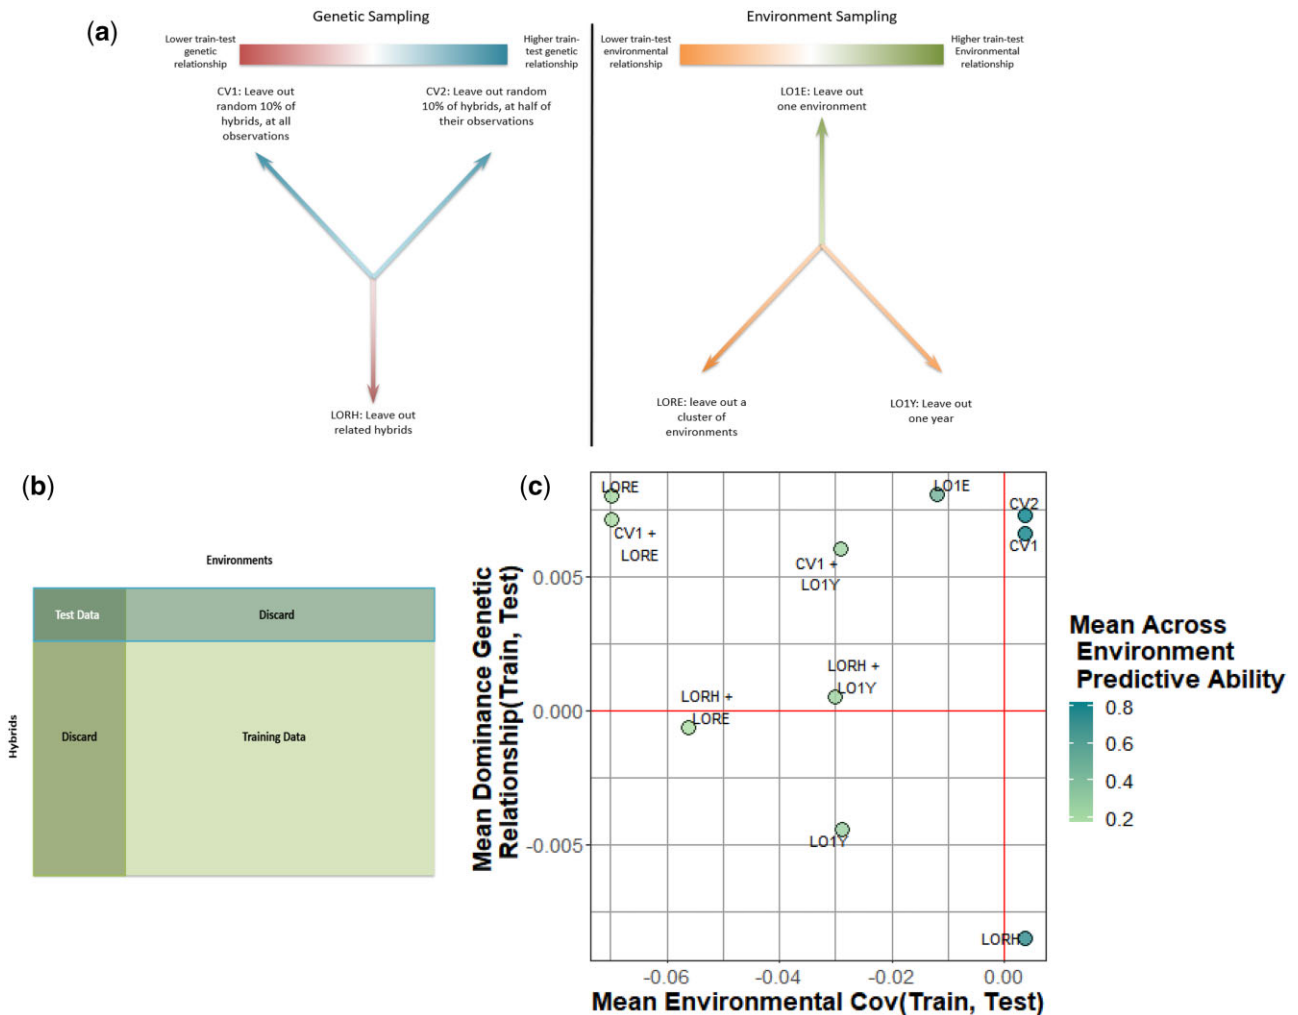 (a)
Genetic Sampling
Lower train-test
genetic
relationship
Higher train-
test genetic
relationship
CV1: Leave out
random 10% of
hybrids, at all
observations
CV2: Leave out random
10% of hybrids, at half of
their observations
LORH: Leave out
related hybrids
Environment Sampling
Lower train-test
environmental
relationship
Higher train-test
Environmental
relationship
LO1E: Leave out
one environment
LORE: leave out a
cluster of
environments
LO1Y: Leave out
one year
(b)
Environments
Hybrids
Test Data
Discard
Discard
Training Data
(c)
Mean Dominance Genetic
Relationship(Train, Test)
0.005
0.000
-0.005
LORE
CV1 +
LORE
LO1E
CV2
CV1
CV1 +
LO1Y
LORH +
LO1Y
LORH +
LORE
LO1Y
LORH
-0.06
-0.04
-0.02
0.00
Mean Environmental Cov(Train, Test)
Mean Across
Environment
Predictive Ability
0.8
0.6
0.4
0.2